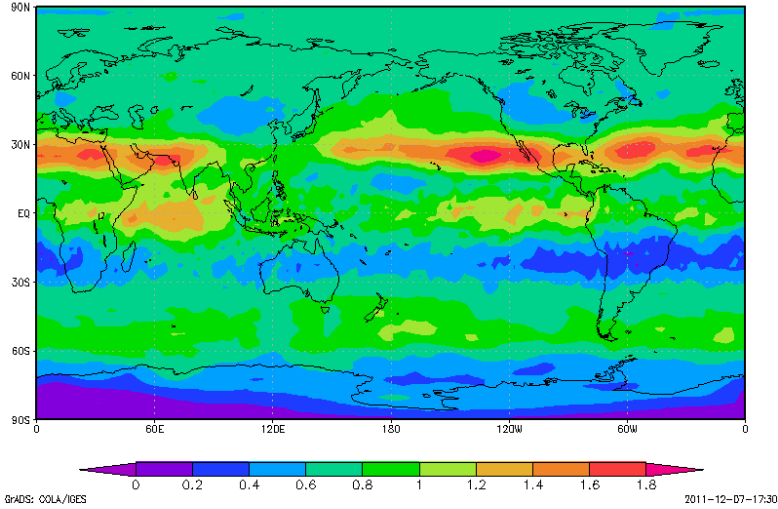 90N
60N
30N
EQ
30S
60S
90S
0 60E 120E 180 120W 60W 0
0 0.2 0.4 0.6 0.8 1 1.2 1.4 1.6 1.8
GrADS: COLA/IGES 2011-12-07-17:30